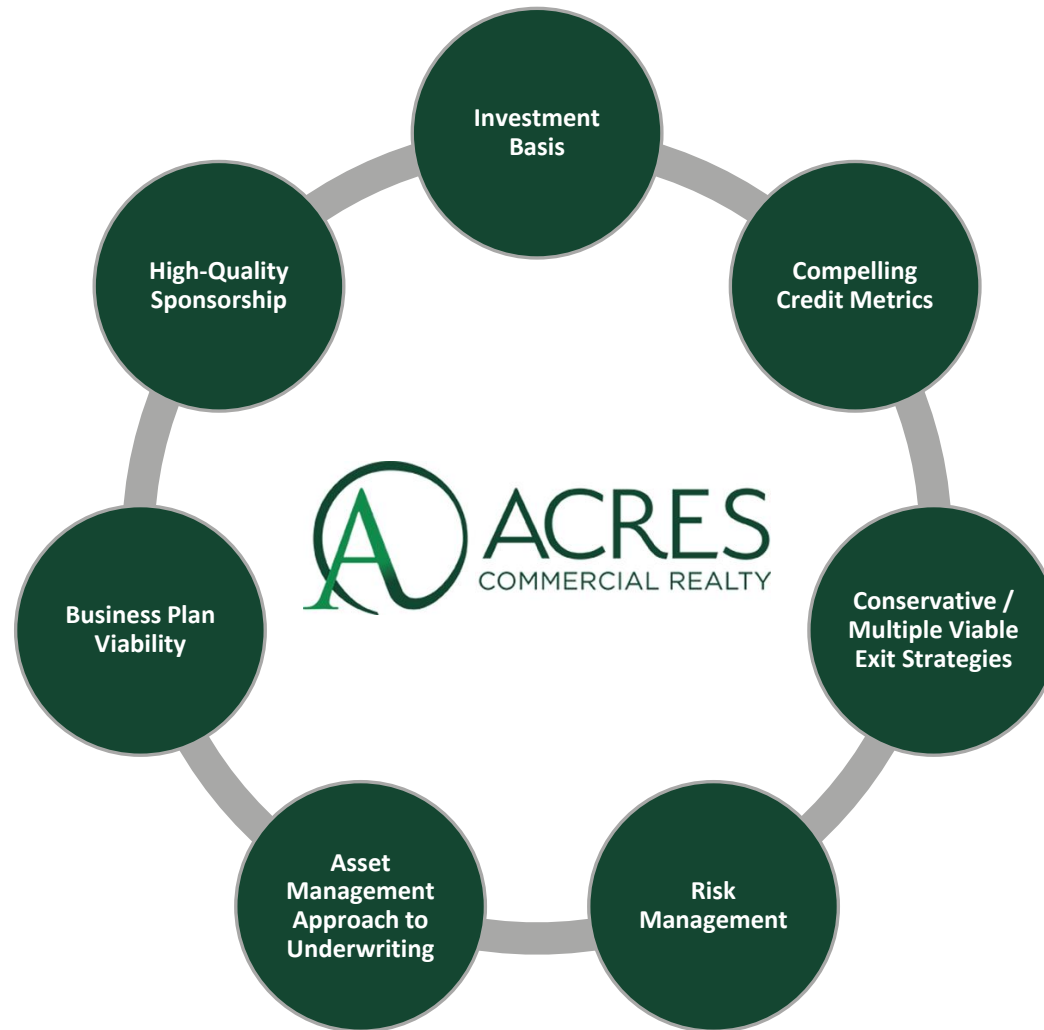 Investment
Basis
High-Quality
Sponsorship
Compelling
Credit Metrics
ACRES
COMMERCIAL REALTY
Business Plan
Viability
Conservative /
Multiple Viable
Exit Strategies
Asset
Management
Approach to
Underwriting
Risk
Management